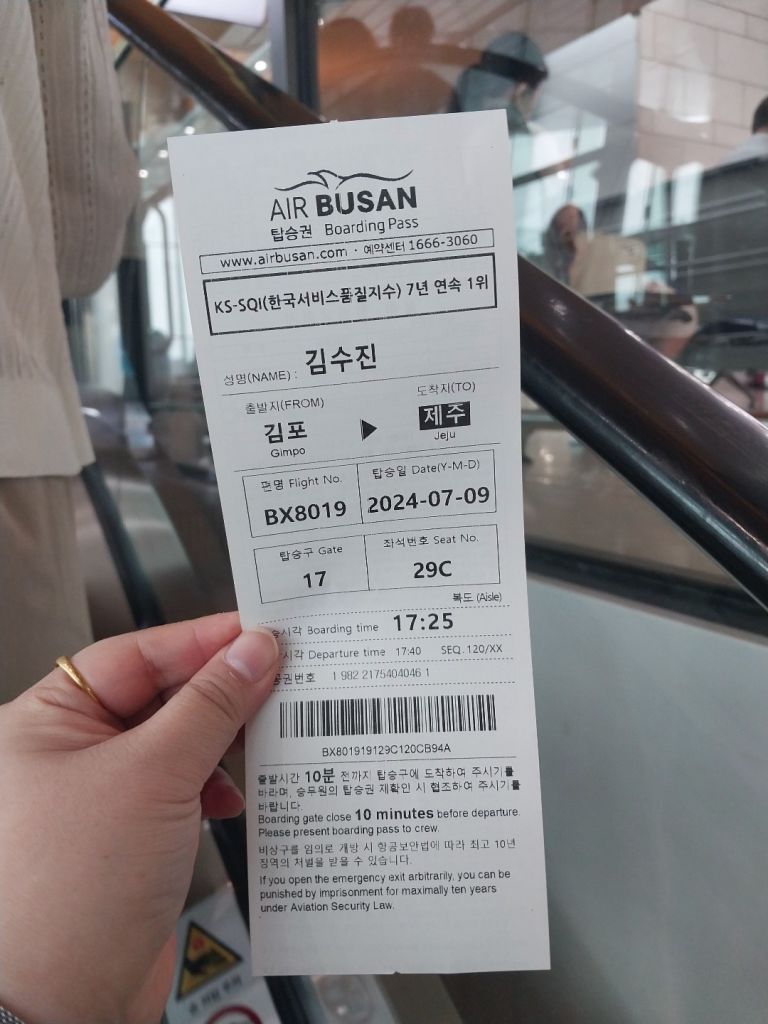 AIR BUSAN
탑승권 Boarding Pass
www.airbusan.com · 예약센터 1666-3060
KS-SQI(한국서비스품질지수) 7년 연속 1위
성명(NAME) : 김수진
출발지(FROM) 도착지(TO)
김포 ▶ 제주
Gimpo Jeju
편명 Flight No. 탑승일 Date(Y-M-D)
BX8019 2024-07-09
탑승구 Gate 좌석번호 Seat No.
17 29C
복도 (Aisle)
시각 Boarding time 17:25
시각 Departure time 17:40 SEQ.120/XX
공권번호 1 982 2175404046 1
BX801919129C120CB94A
출발시간 10분 전까지 탑승구에 도착하여 주시기를
바라며, 승무원의 탑승권 재확인 시 협조하여 주시기를
바랍니다.
Boarding gate close 10 minutes before departure.
Please present boarding pass to crew.
비상구를 임의로 개방 시 항공보안법에 따라 최고 10년
징역의 처벌을 받을 수 있습니다.
If you open the emergency exit arbitrarily, you can be
punished by imprisonment for maximally ten years
under Aviation Security Law.